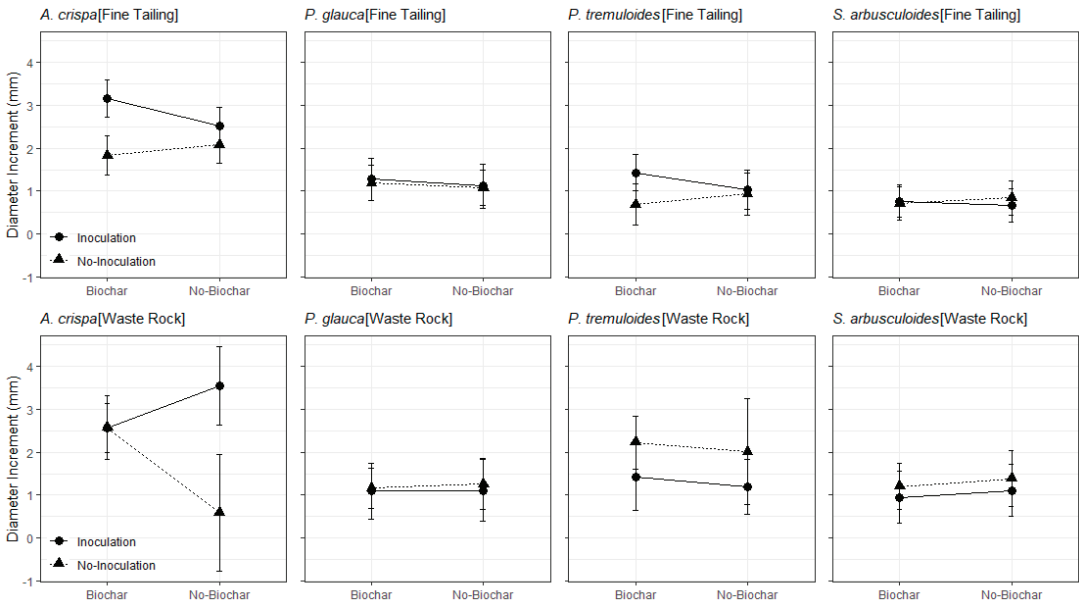 A. crispa[Fine Tailing]
P. glauca[Fine Tailing]
P. tremuloides[Fine Tailing]
S. arbusculoides[Fine Tailing]
Diameter Increment (mm)
4
3
2
1
0
-1
Inoculation
No-Inoculation
Biochar No-Biochar
Biochar No-Biochar
Biochar No-Biochar
Biochar No-Biochar
A. crispa[Waste Rock]
P. glauca[Waste Rock]
P. tremuloides[Waste Rock]
S. arbusculoides[Waste Rock]
Diameter Increment (mm)
4
3
2
1
0
-1
Inoculation
No-Inoculation
Biochar No-Biochar
Biochar No-Biochar
Biochar No-Biochar
Biochar No-Biochar